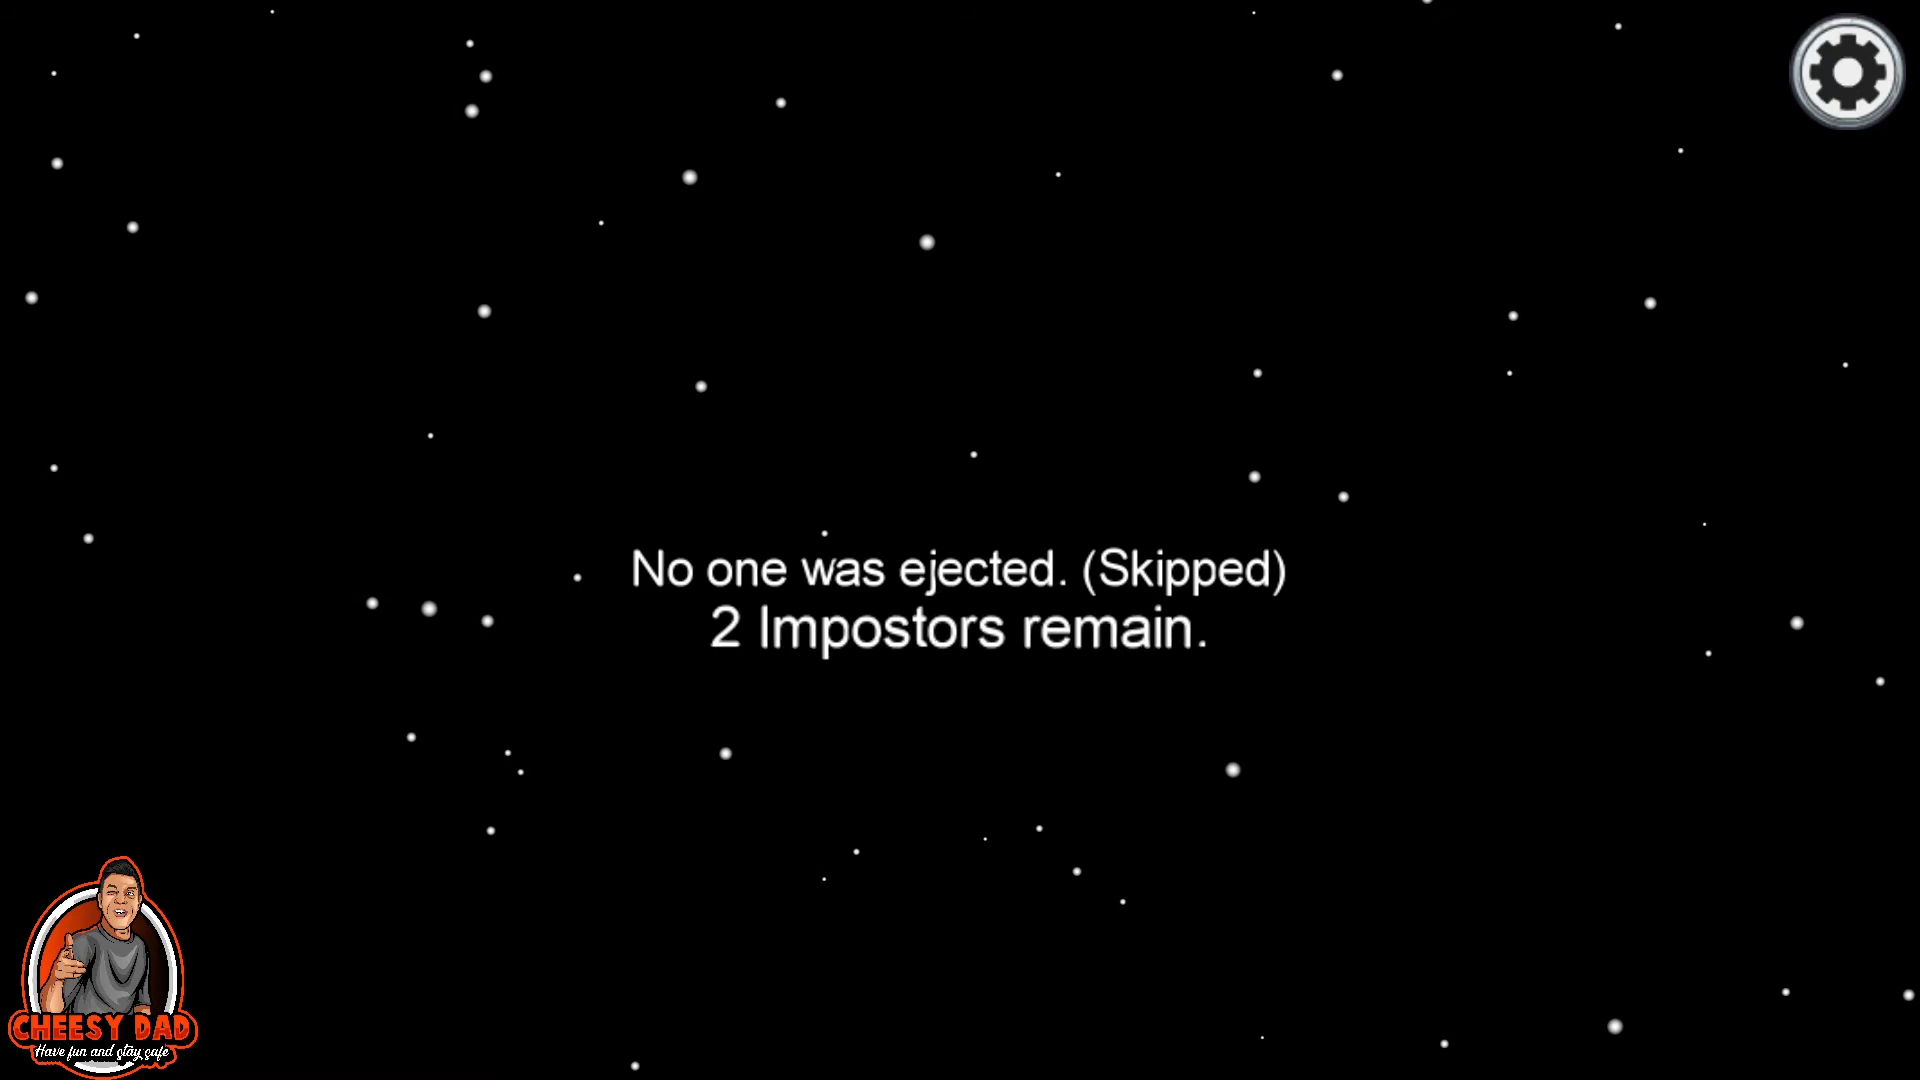 No one was ejected. (Skipped)
2 Impostors remain.
CHEESY DAD
Have fun and stay safe